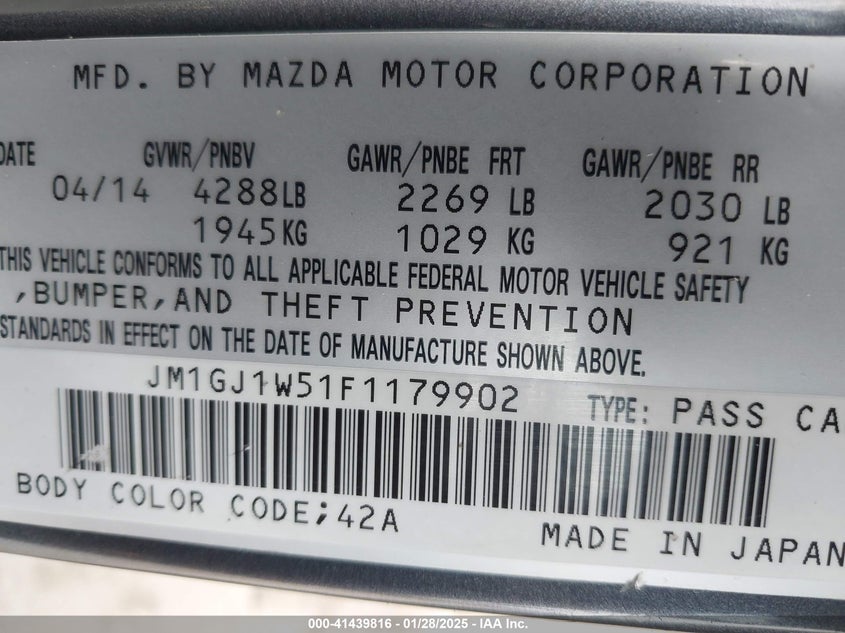 MFD. BY MAZDA MOTOR CORPORATION
DATE GVWR/PNBV GAWR/PNBE FRT GAWR/PNBE RR
04/14 4288LB 2269 LB 2030 LB
1945KG 1029 KG 921 KG
THIS VEHICLE CONFORMS TO ALL APPLICABLE FEDERAL MOTOR VEHICLE SAFETY
,BUMPER,AND THEFT PREVENTION
STANDARDS IN EFFECT ON THE DATE OF MANUFACTURE SHOWN ABOVE.
JM1GJ1W51F1179902 TYPE: PASS CA
BODY COLOR CODE;42A
MADE IN JAPAN
000-41439816 - 01/28/2025 - IAA Inc.